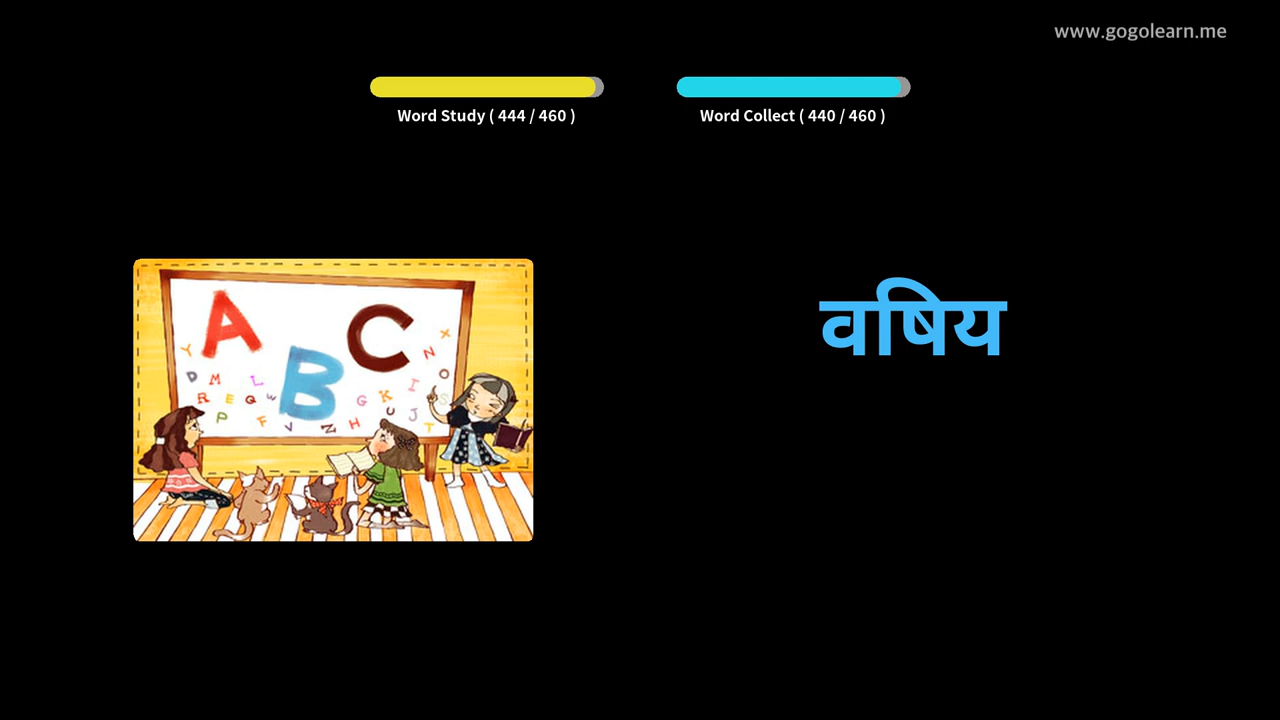 www.gogolearn.me
Word Study ( 444 / 460 )
Word Collect ( 440 / 460 )
वषिय
A B C
Y N X
D M L I O
R E Q W G K S
P F V Z H U J T